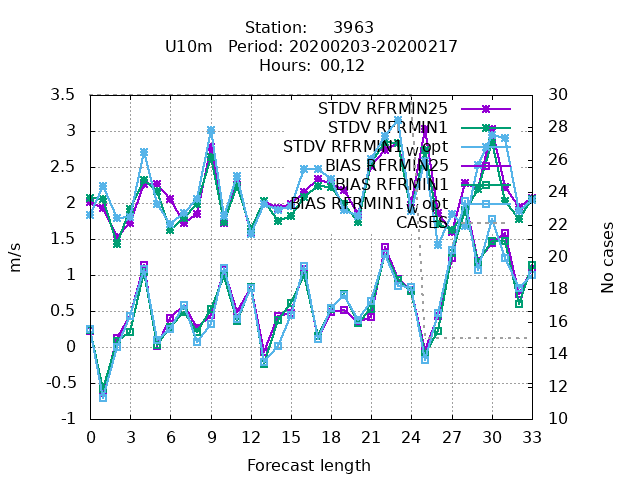 Station:     3963
U10m   Period: 20200203-20200217
Hours: 00,12
3.5
3
2.5
2
1.5
1
0.5
0
-0.5
-1
m/s
STDV RFRMIN25
STDV RFRMIN1
STDV RFRMIN1_w_opt
BIAS RFRMIN25
BIAS RFRMIN1
BIAS RFRMIN1_w_opt
CASES
30
28
26
24
22
20
18
16
14
12
10
No cases
0 3 6 9 12 15 18 21 24 27 30 33
Forecast length